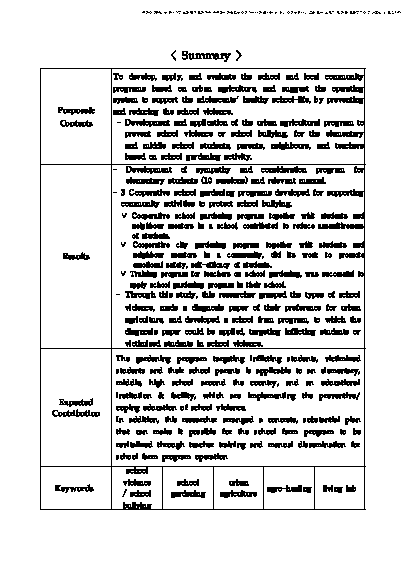 < Summary >
Purpose&
Contents
To develop, apply, and evaluate the school and local community
programs based on urban agriculture, and suggest the operating
system to support the adolescents' healthy school-life, by preventing
and reducing the school violence.
- Development and application of the urban agricultural program to
prevent school violence or school bullying, for the elementary
and middle school students, parents, neighbours, and teachers
based on school gardening activity.
Results
- Development of sympathy and consideration program for
elementary students (10 sessions) and relevant manual.
- 3 Cooperative school gardening programs developed for supporting
community activities to protect school bullying.
∨ Cooperative school gardening program together with students and
neighbour mentors in a school, contributed to reduce
of students.
∨ Cooperative city gardening program together with students and
neighbour mentors in a community, did its work to promote
emotional safety, self-efficacy of students.
∨ Training program for teachers on school gardening, was successful to
apply school gardening program in their school.
- Through this study, this researcher grasped the types of school
violence, made a diagnosis paper of their preference for urban
agriculture, and developed a school from program, to which the
diagnosis paper could be applied, targeting inflicting students or
victimized students in school violence.
Expected
Contribution
The gardening program targeting inflicting students, victimized
students and their school parents is applicable to an elementary,
middle, high school around the country, and an educational
institution & facility, which are implementing the preventive/
coping education of school violence.
In addition, this researcher arranged a concrete, substantial plan
that can make it possible for the school farm program to be
revitalized through teacher training and manual dissemination for
school farm program operation
Keywords
school
violence
/ school
bullying
school
gardening
urban
agriculture
agro-healing
living lab